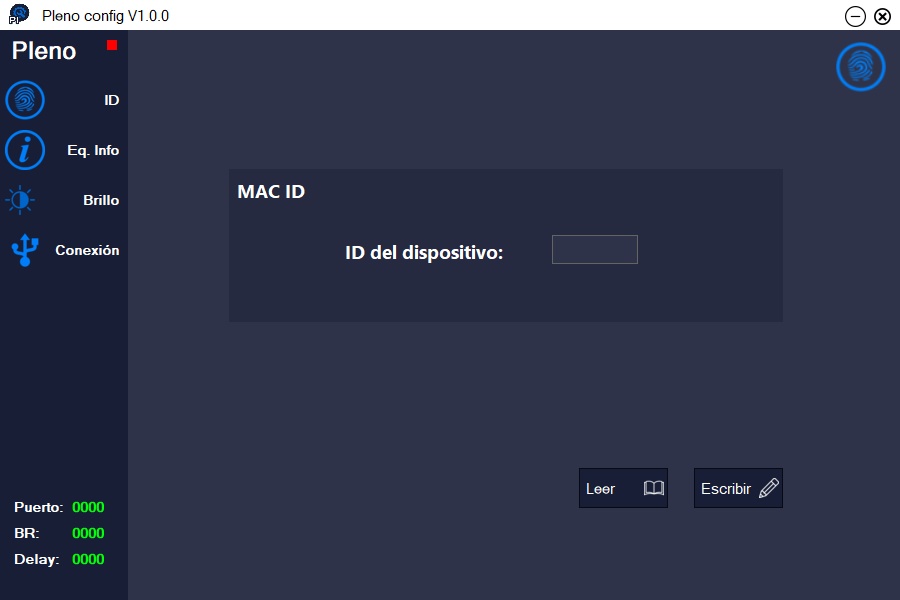 Pleno config V1.0.0
Pleno
ID
Eq. Info
Brillo
Conexión
MAC ID
ID del dispositivo:
Leer
Escribir
Puerto: 0000
BR: 0000
Delay: 0000